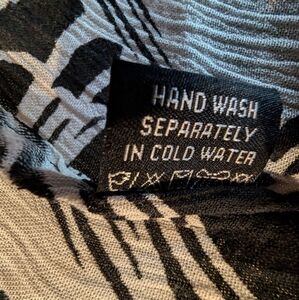 HAND WASH
SEPARATELY
IN COLD WATER